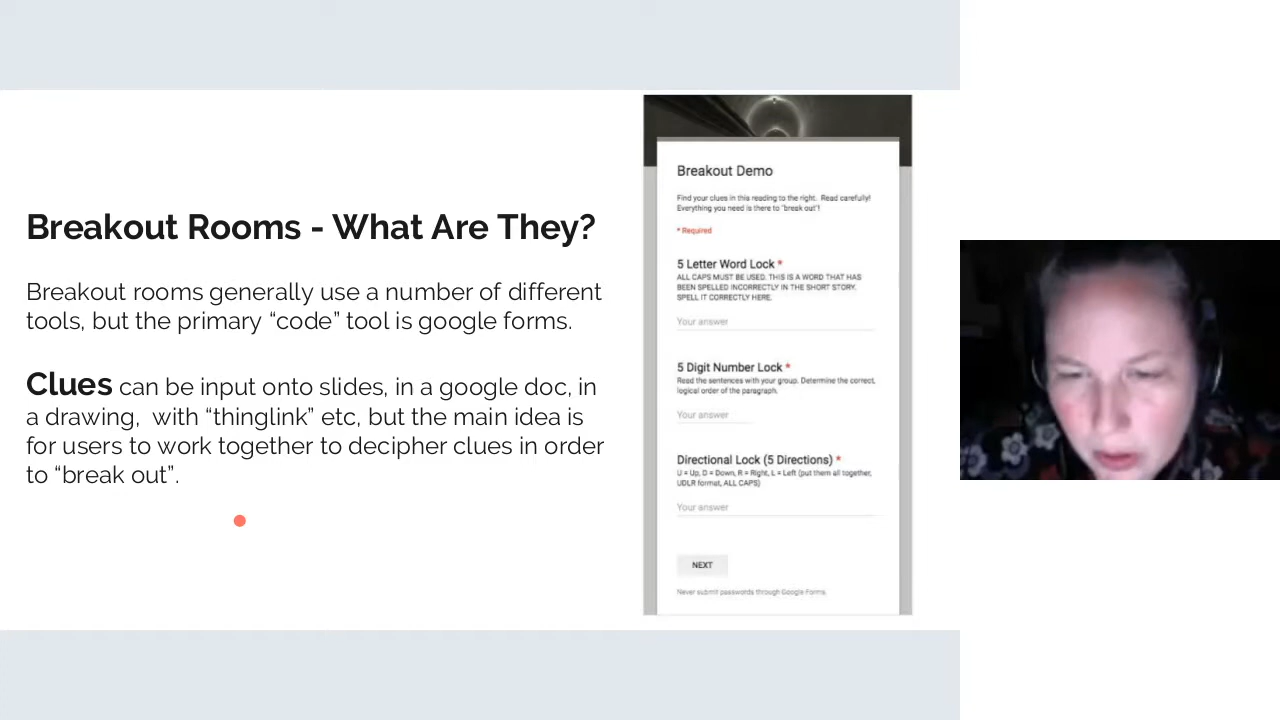 Breakout Rooms - What Are They?
Breakout rooms generally use a number of different
tools, but the primary “code” tool is google forms.
Clues can be input onto slides, in a google doc, in
a drawing,  with “thinglink” etc, but the main idea is
for users to work together to decipher clues in order
to “break out”.
Breakout Demo
Find your clues in this reading to the right.  Read carefully!
Everything you need is there to "break out"!
* Required
5 Letter Word Lock *
ALL CAPS MUST BE USED. THIS IS A WORD THAT HAS
BEEN SPELLED INCORRECTLY IN THE SHORT STORY.
SPELL IT CORRECTLY HERE.
Your answer
5 Digit Number Lock *
Read the sentences with your group. Determine the correct,
logical order of the paragraph.
Your answer
Directional Lock (5 Directions) *
U = Up, D = Down, R = Right, L = Left (put them all together,
UDLR format, ALL CAPS)
Your answer
NEXT
Never submit passwords through Google Forms.